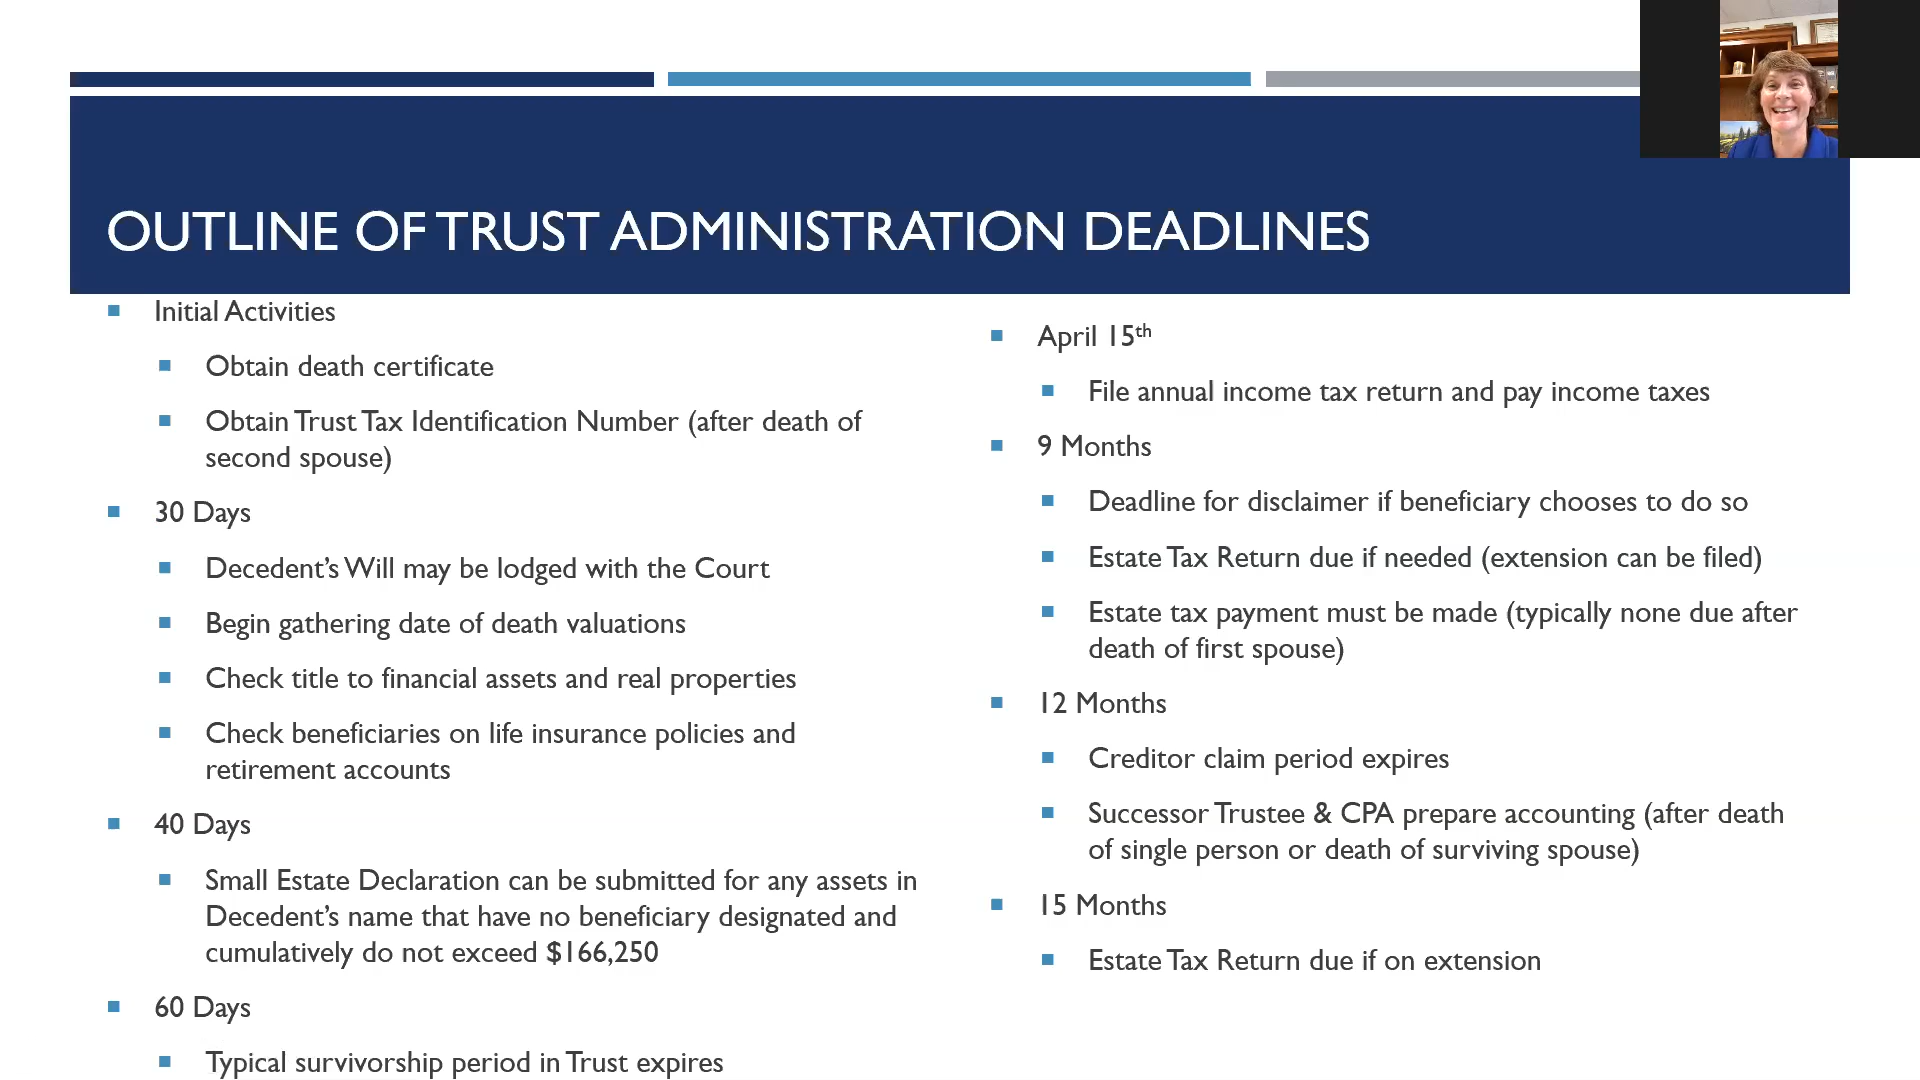 OUTLINE OF TRUST ADMINISTRATION DEADLINES
Initial Activities
Obtain death certificate
Obtain Trust Tax Identification Number (after death of
second spouse)
30 Days
Decedent's Will may be lodged with the Court
Begin gathering date of death valuations
Check title to financial assets and real properties
Check beneficiaries on life insurance policies and
retirement accounts
40 Days
Small Estate Declaration can be submitted for any assets in
Decedent's name that have no beneficiary designated and
cumulatively do not exceed $166,250
60 Days
Typical survivorship period in Trust expires
April 15th
File annual income tax return and pay income taxes
9 Months
Deadline for disclaimer if beneficiary chooses to do so
Estate Tax Return due if needed (extension can be filed)
Estate tax payment must be made (typically none due after
death of first spouse)
12 Months
Creditor claim period expires
Successor Trustee & CPA prepare accounting (after death
of single person or death of surviving spouse)
15 Months
Estate Tax Return due if on extension